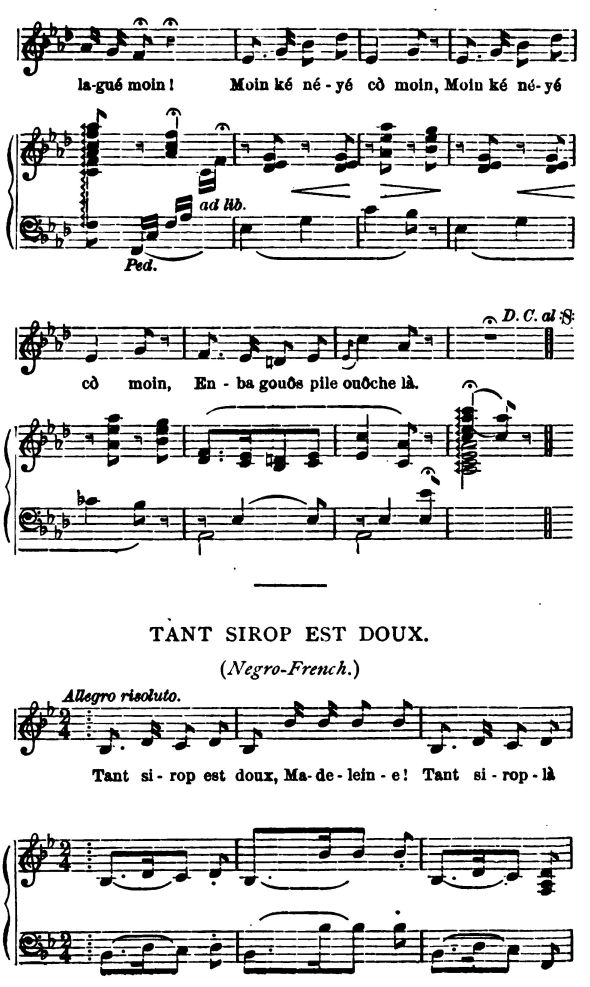 la-gué moin! Moin ké né-yé cò moin, Moin ké né-yé
ad lib.
Ped.
D. C. al 𝄋
cò moin, En-ba gouôs pile ouôche là.
TANT SIROP EST DOUX.
(Negro-French.)
Allegro risoluto.
Tant si-rop est doux, Ma-de-lein-e! Tant si-rop-là